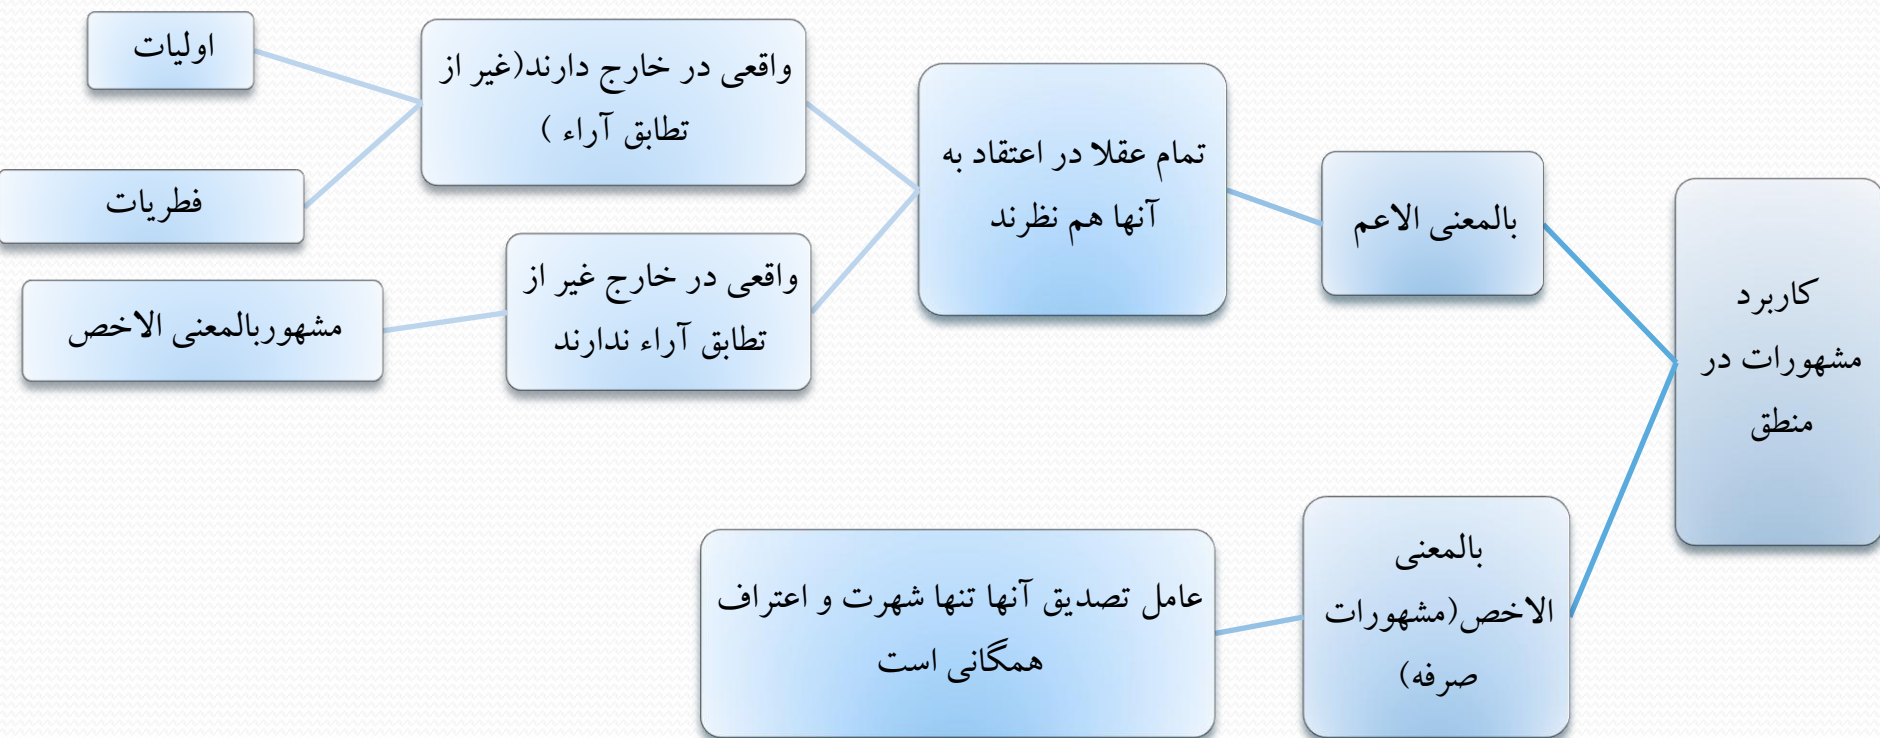 کاربرد
مشهورات در
منطق
بالمعنی الاعم
تمام عقلا در اعتقاد به
آنها هم نظرند
واقعی در خارج دارند(غیر از
تطابق آراء )
اولیات
فطریات
واقعی در خارج غیر از
تطابق آراء ندارند
مشهوربالمعنی الاخص
بالمعنی
الاخص(مشهورات
صرفه)
عامل تصدیق آنها تنها شهرت و اعتراف
همگانی است